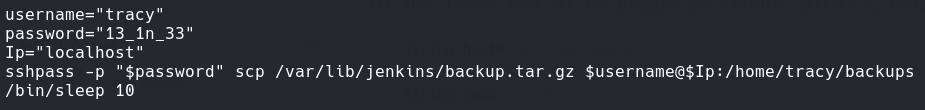 username="tracy"
password="13_1n_33"
Ip="localhost"
sshpass -p "$password" scp /var/lib/jenkins/backup.tar.gz $username@$Ip:/home/tracy/backups
/bin/sleep 10